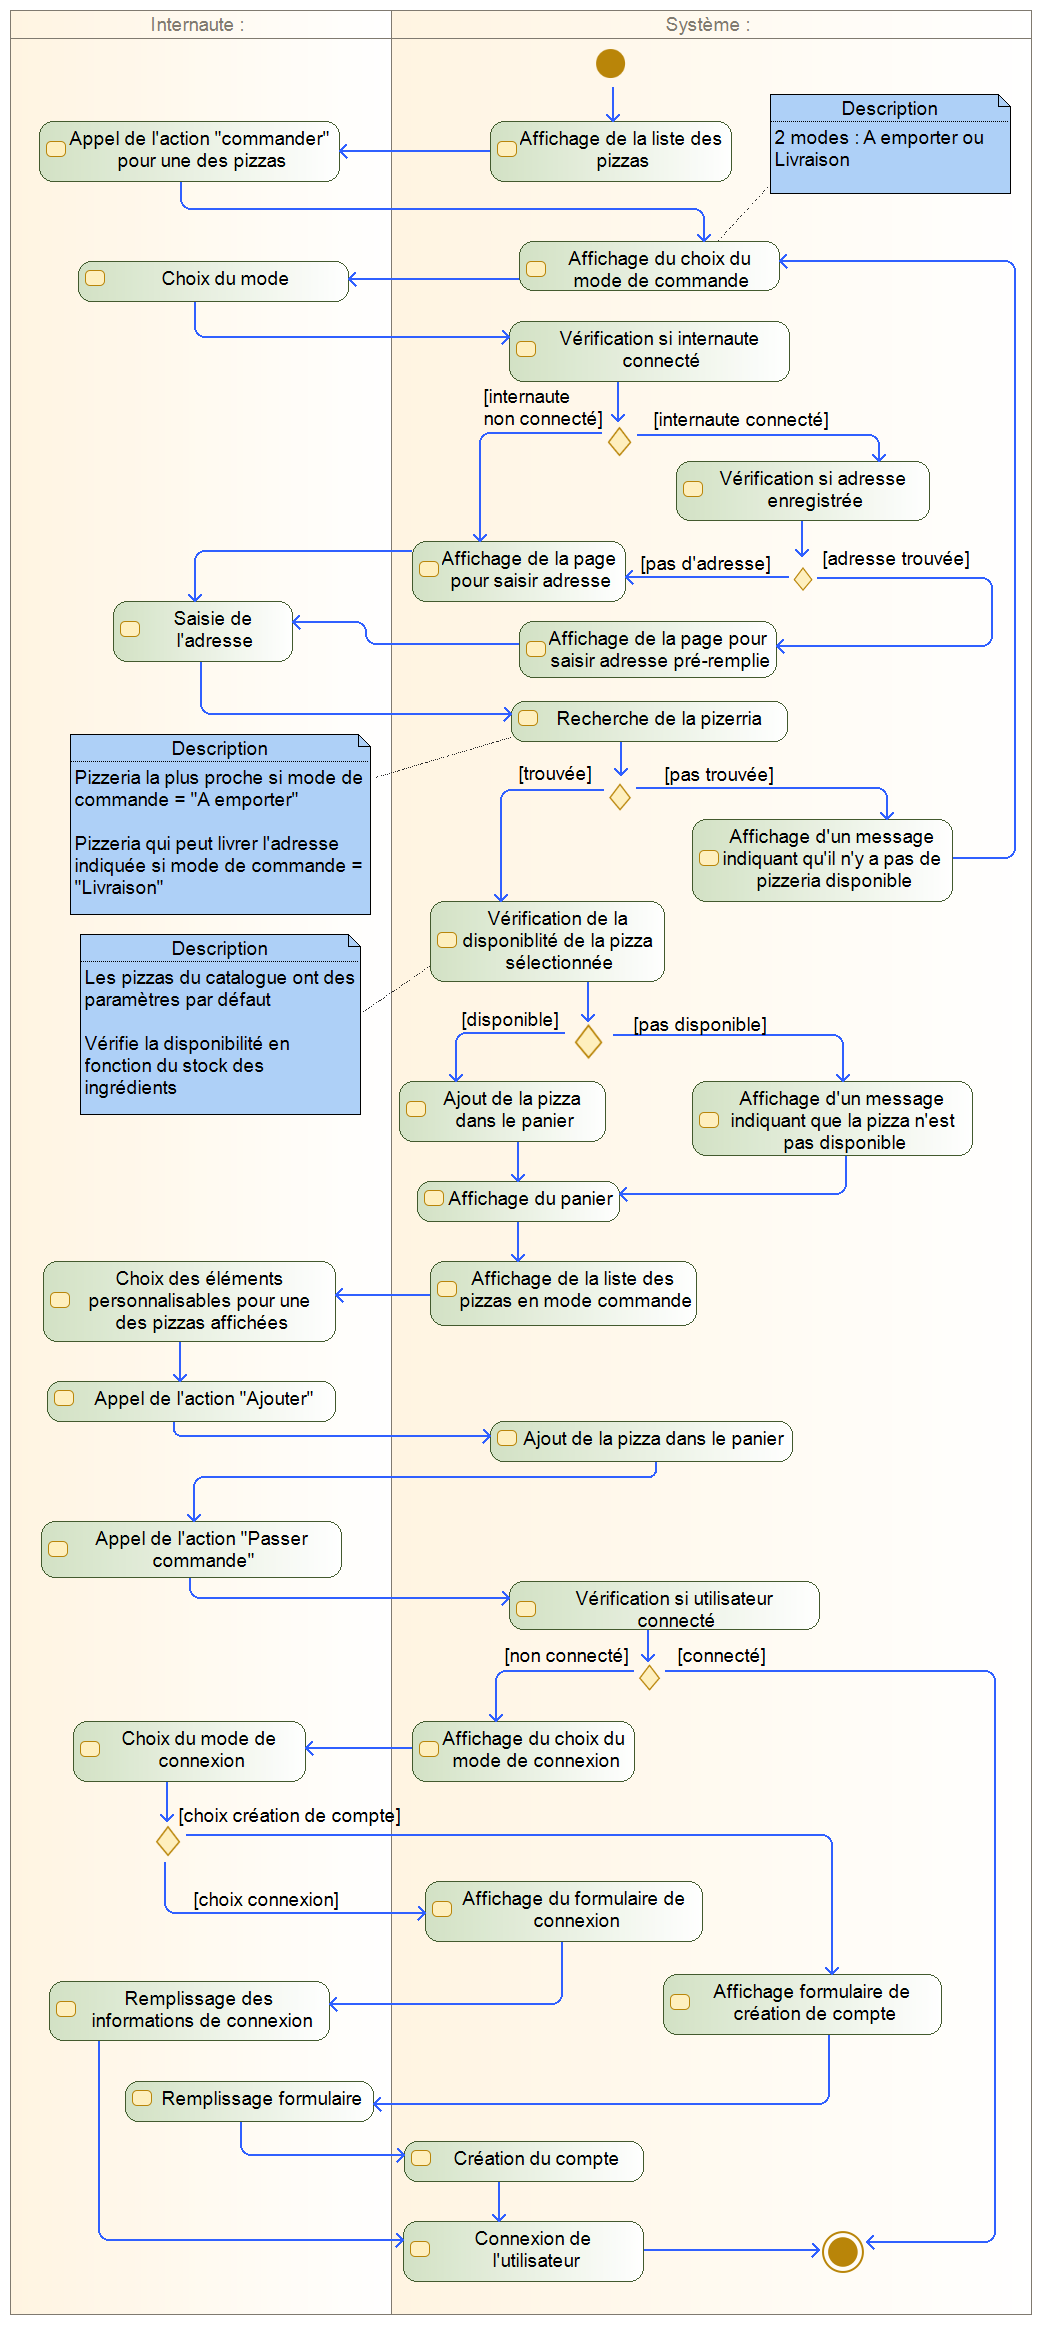 Internaute :
Système :
Appel de l'action "commander"
pour une des pizzas
Affichage de la liste des
pizzas
Description
2 modes : A emporter ou
Livraison
Affichage du choix du
mode de commande
Choix du mode
Vérification si internaute
connecté
[internaute
non connecté]
[internaute connecté]
Vérification si adresse
enregistrée
Affichage de la page
pour saisir adresse
[pas d'adresse]
[adresse trouvée]
Saisie de
l'adresse
Affichage de la page pour
saisir adresse pré-remplie
Recherche de la pizerria
Description
Pizzeria la plus proche si mode de
commande = "A emporter"
Pizzeria qui peut livrer l'adresse
indiquée si mode de commande =
"Livraison"
[trouvée]
[pas trouvée]
Affichage d'un message
indiquant qu'il n'y a pas de
pizzeria disponible
Vérification de la
disponiblité de la pizza
sélectionnée
Description
Les pizzas du catalogue ont des
paramètres par défaut
Vérifie la disponibilité en
fonction du stock des
ingrédients
[disponible]
[pas disponible]
Ajout de la pizza
dans le panier
Affichage d'un message
indiquant que la pizza n'est
pas disponible
Affichage du panier
Choix des éléments
personnalisables pour une
des pizzas affichées
Affichage de la liste des
pizzas en mode commande
Appel de l'action "Ajouter"
Ajout de la pizza dans le panier
Appel de l'action "Passer
commande"
Vérification si utilisateur
connecté
[non connecté]
[connecté]
Choix du mode de
connexion
Affichage du choix du
mode de connexion
[choix création de compte]
[choix connexion]
Affichage du formulaire de
connexion
Remplissage des
informations de connexion
Affichage formulaire de
création de compte
Remplissage formulaire
Création du compte
Connexion de
l'utilisateur